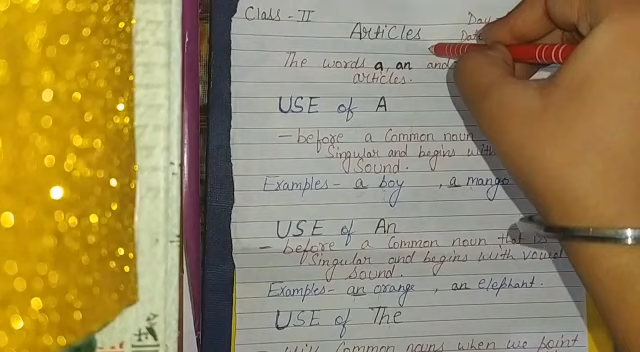 Class - II
Day
Articles
Date
The words a, an and
articles.
USE of A
- before a Common noun
Singular and begins with
Sound.
Examples - a boy , a mango
USE of An
- before a Common noun that is
Singular and begins with vowel
Sound.
Examples - an orange , an elephant.
USE of The
- With Common nouns when we point